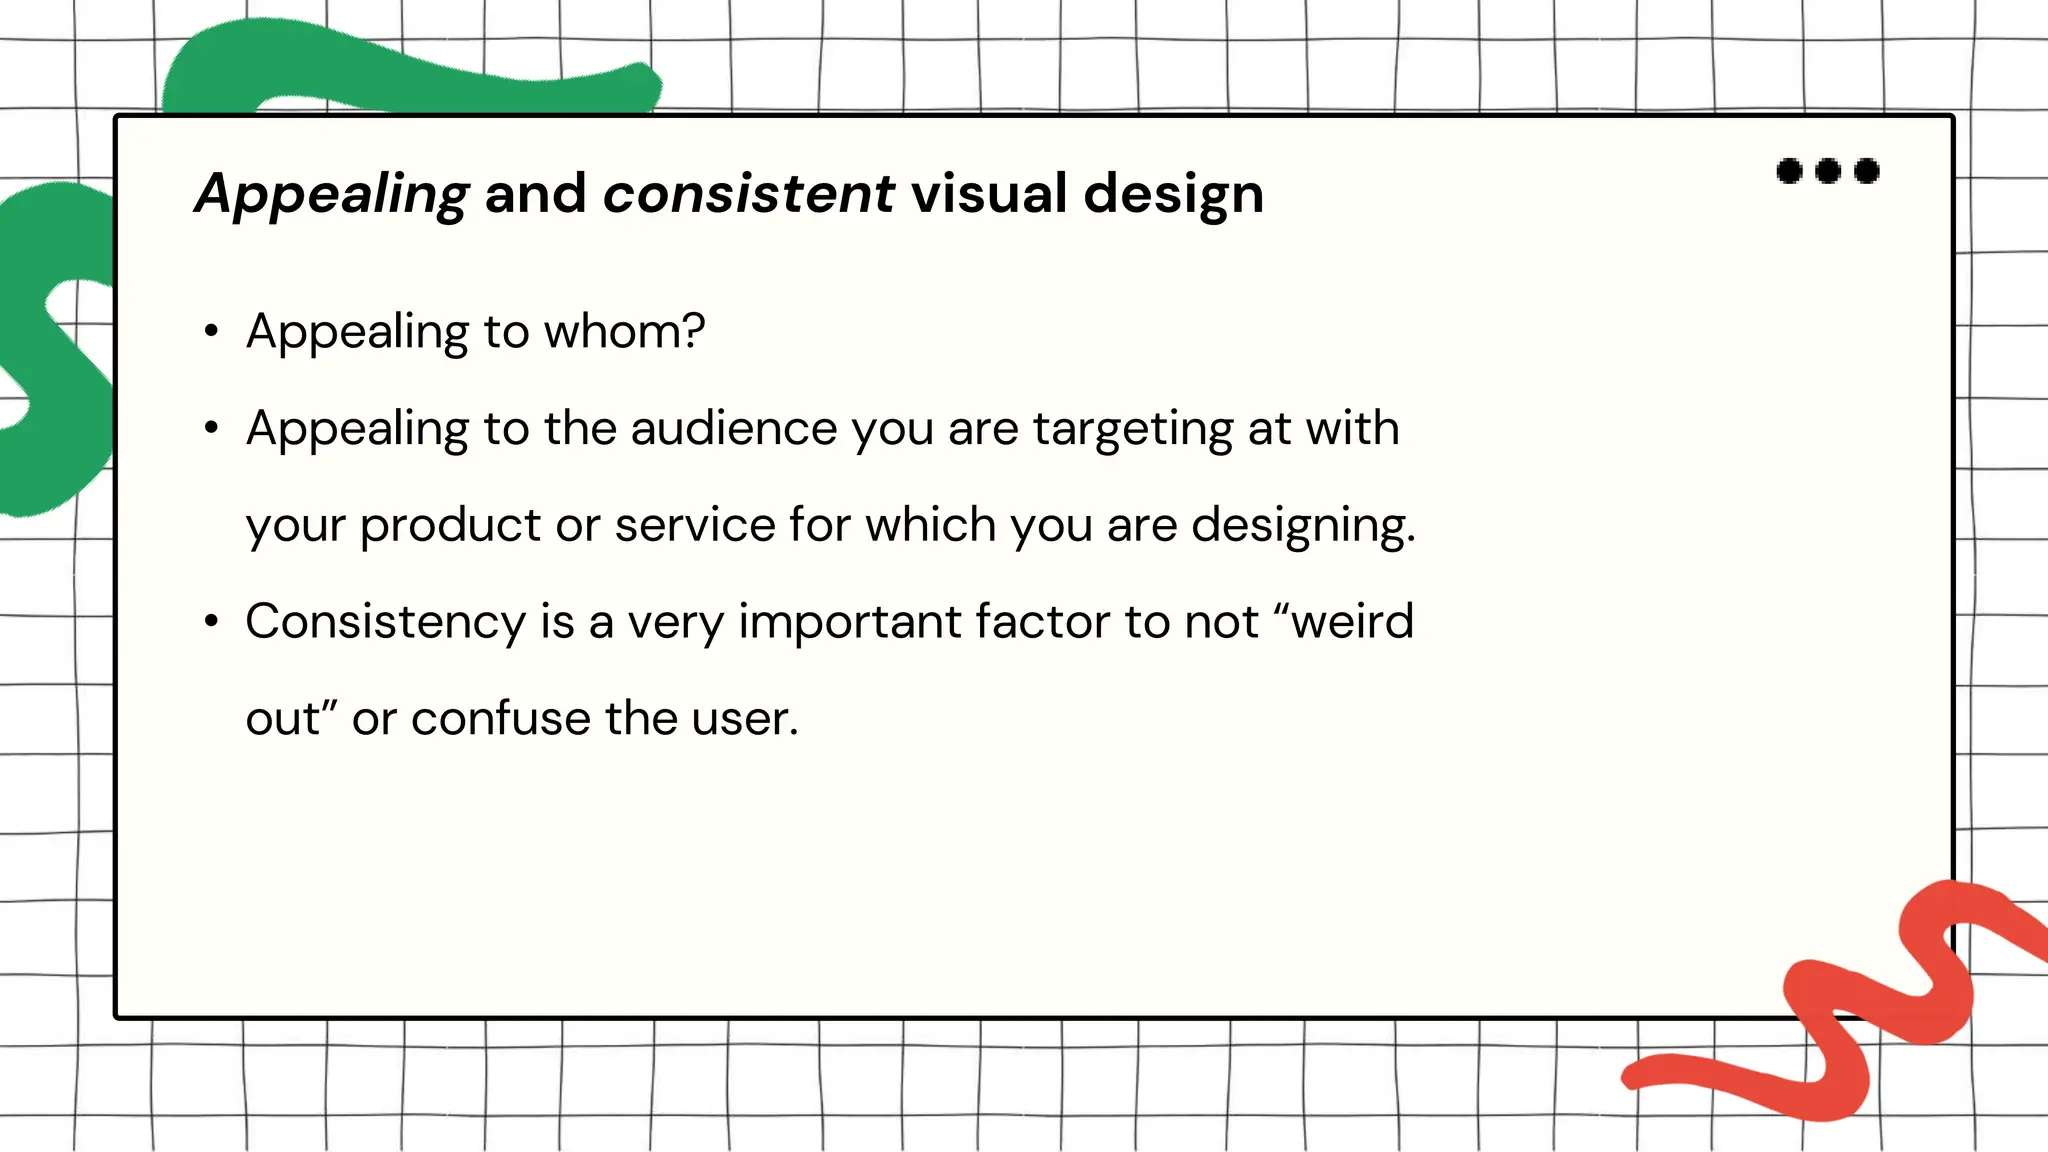 Appealing and consistent visual design
• Appealing to whom?
• Appealing to the audience you are targeting at with
your product or service for which you are designing.
• Consistency is a very important factor to not “weird
out” or confuse the user.